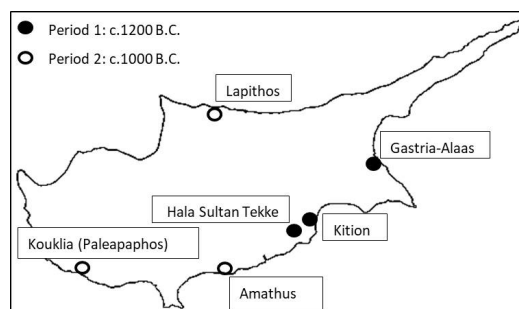 Period 1: c.1200 B.C.
Period 2: c.1000 B.C.
Lapithos
Gastria-Alaas
Hala Sultan Tekke
Kition
Kouklia (Paleapaphos)
Amathus